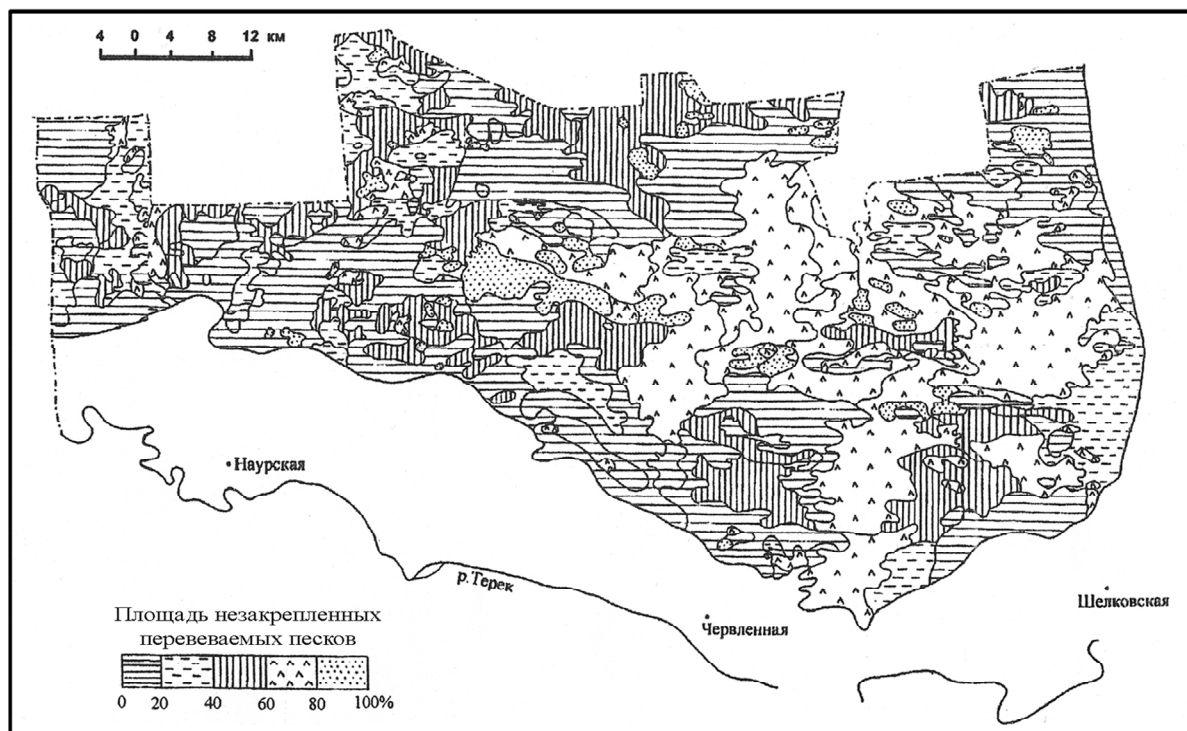 4 0 4 8 12 км
Наурская
р. Терек
Червленная
Шелковская
Площадь незакрепленных
перевеваемых песков
0 20 40 60 80 100%